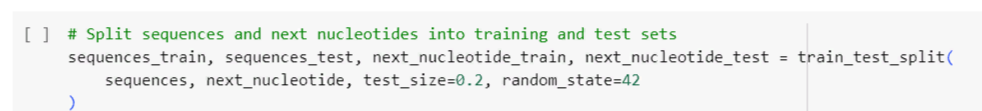 [ ] # Split sequences and next nucleotides into training and test sets
sequences_train, sequences_test, next_nucleotide_train, next_nucleotide_test = train_test_split(
    sequences, next_nucleotide, test_size=0.2, random_state=42
)